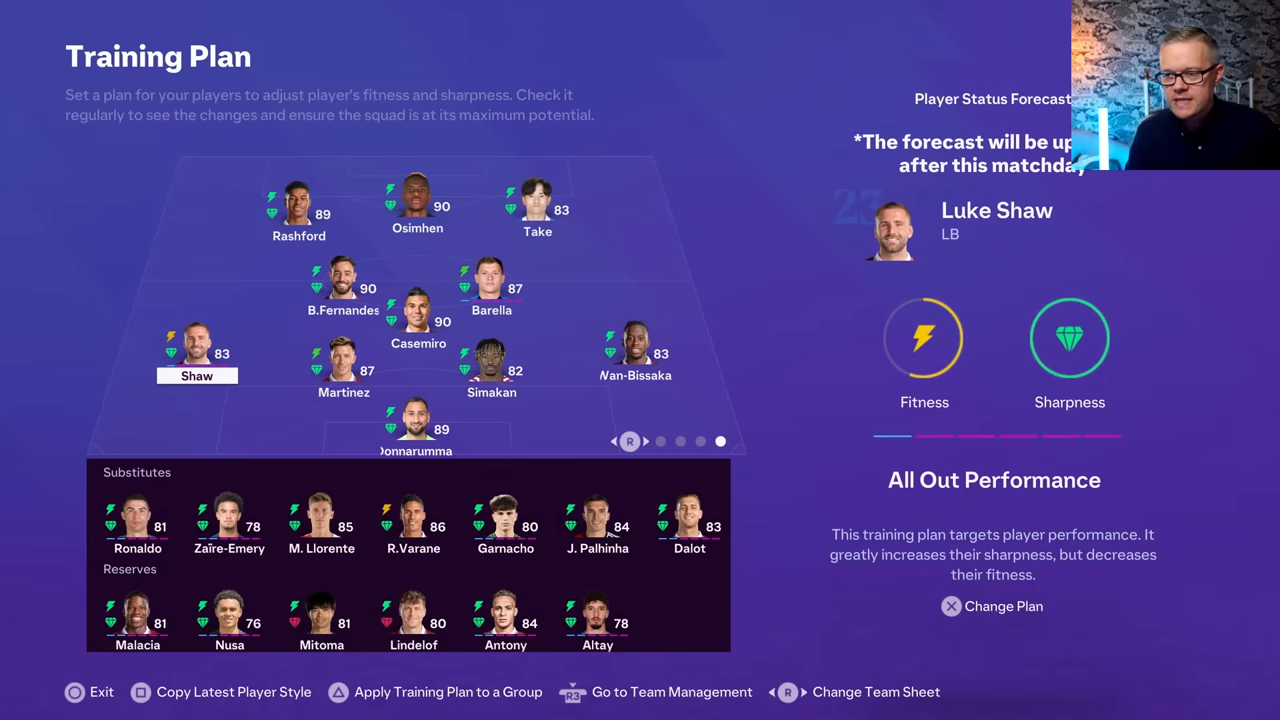 Training Plan
Set a plan for your players to adjust player's fitness and sharpness. Check it
regularly to see the changes and ensure the squad is at its maximum potential.
Player Status Forecast
*The forecast will be up
after this matchday
23
Luke Shaw
LB
89
Rashford
90
Osimhen
83
Take
90
B.Fernandes
87
Barella
90
Casemiro
83
Shaw
87
Martinez
82
Simakan
83
Wan-Bissaka
89
Donnarumma
R
Fitness
Sharpness
All Out Performance
This training plan targets player performance. It
greatly increases their sharpness, but decreases
their fitness.
Change Plan
Substitutes
81
Ronaldo
78
Zaïre-Emery
85
M. Llorente
86
R.Varane
80
Garnacho
84
J. Palhinha
83
Dalot
Reserves
81
Malacia
76
Nusa
81
Mitoma
80
Lindelof
84
Antony
78
Altay
Exit
Copy Latest Player Style
Apply Training Plan to a Group
R3
Go to Team Management
R
Change Team Sheet